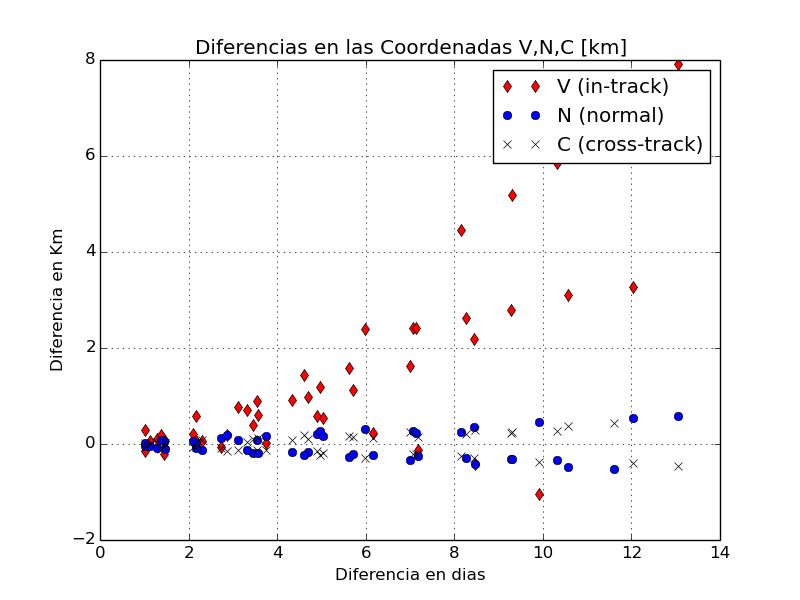 Diferencias en las Coordenadas V,N,C [km]
V (in-track)
N (normal)
C (cross-track)
Diferencia en Km
8
6
4
2
0
−2
0 2 4 6 8 10 12 14
Diferencia en dias